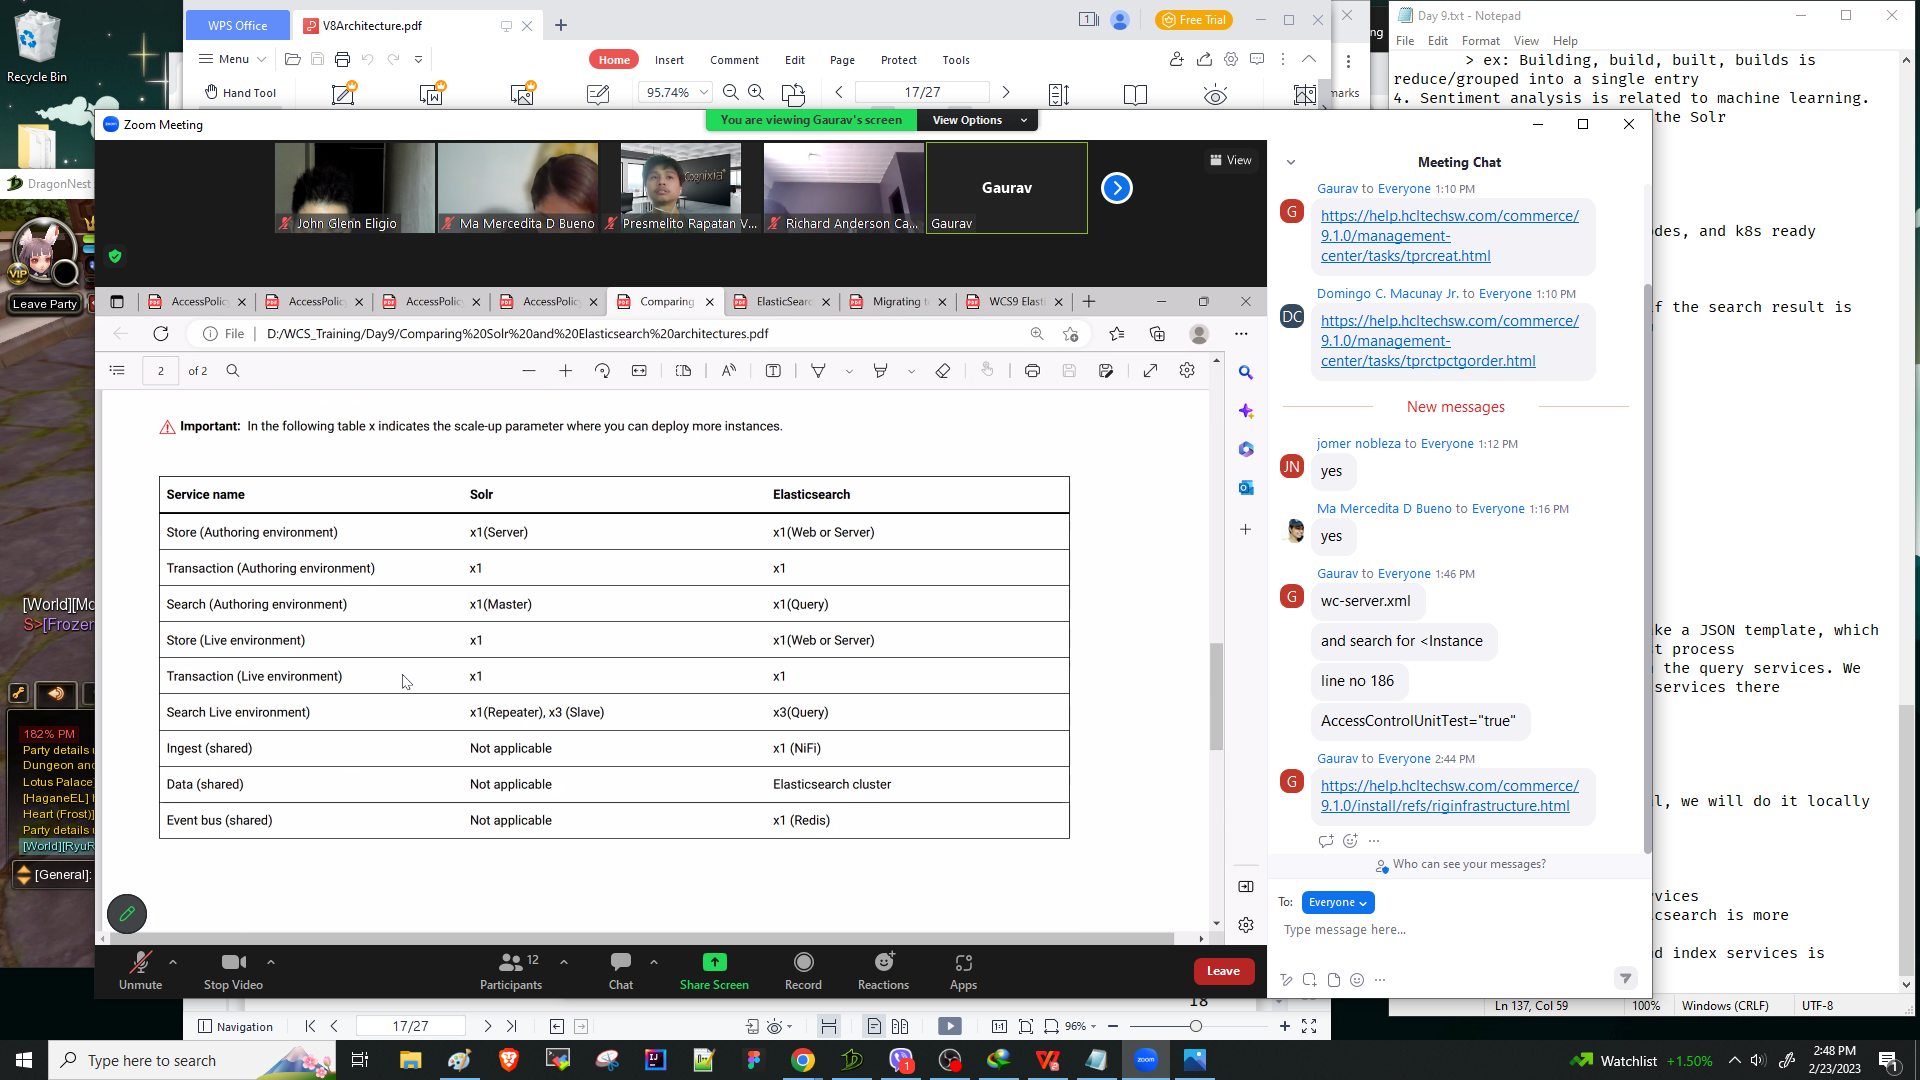 Recycle Bin
WPS Office
V8Architecture.pdf
Free Trial
Menu
Home
Insert
Comment
Edit
Page
Protect
Tools
Hand Tool
95.74%
17/27
Day 9.txt - Notepad
File Edit Format View Help
> ex: Building, build, built, builds is
reduce/grouped into a single entry
4. Sentiment analysis is related to machine learning.
the Solr
Zoom Meeting
You are viewing Gaurav's screen
View Options
View
John Glenn Eligio
Ma Mercedita D Bueno
Presmelito Rapatan V...
Richard Anderson Ca...
Gaurav
Gaurav
DragonNest
VIP
Leave Party
AccessPolic
AccessPolic
AccessPolic
AccessPolic
Comparing
ElasticSearc
Migrating t
WCS9 Elasti
File
D:/WCS_Training/Day9/Comparing%20Solr%20and%20Elasticsearch%20architectures.pdf
2 of 2
Important: In the following table x indicates the scale-up parameter where you can deploy more instances.
Service name Solr Elasticsearch
Store (Authoring environment) x1(Server) x1(Web or Server)
Transaction (Authoring environment) x1 x1
Search (Authoring environment) x1(Master) x1(Query)
Store (Live environment) x1 x1(Web or Server)
Transaction (Live environment) x1 x1
Search Live environment) x1(Repeater), x3 (Slave) x3(Query)
Ingest (shared) Not applicable x1 (NiFi)
Data (shared) Not applicable Elasticsearch cluster
Event bus (shared) Not applicable x1 (Redis)
Meeting Chat
Gaurav to Everyone 1:10 PM
https://help.hcltechsw.com/commerce/
9.1.0/management-
center/tasks/tprcreat.html
Domingo C. Macunay Jr. to Everyone 1:10 PM
DC
https://help.hcltechsw.com/commerce/
9.1.0/management-
center/tasks/tprctpctgorder.html
New messages
jomer nobleza to Everyone 1:12 PM
JN
yes
Ma Mercedita D Bueno to Everyone 1:16 PM
yes
Gaurav to Everyone 1:46 PM
G
wc-server.xml
and search for <Instance
line no 186
AccessControlUnitTest="true"
Gaurav to Everyone 2:44 PM
G
https://help.hcltechsw.com/commerce/
9.1.0/install/refs/riginfrastructure.html
Who can see your messages?
To: Everyone
Type message here...
odes, and k8s ready
if the search result is
ke a JSON template, which
st process
the query services. We
services there
l, we will do it locally
vices
csearch is more
d index services is
182% PM
Party details
Dungeon and
Lotus Palace
[HaganeEL]
Heart (Frost)]
Party details
[World][RyuR
[General]:
S>[Frozer
Unmute
Stop Video
12
Participants
Chat
Share Screen
Record
Reactions
Apps
Leave
18
Navigation
17/27
96%
Ln 137, Col 59
100%
Windows (CRLF)
UTF-8
Type here to search
Watchlist +1.50%
2:48 PM
2/23/2023